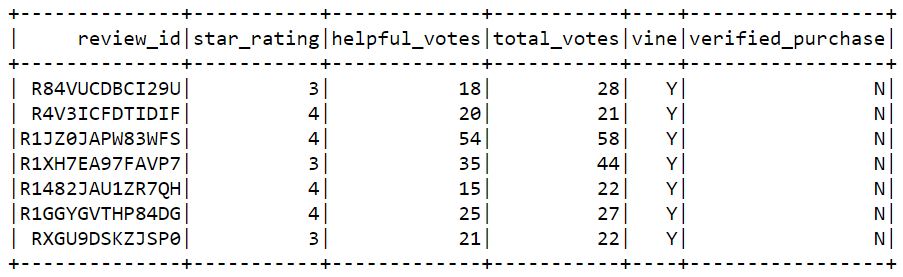 +--------------+-----------+-------------+-----------+----+-----------------+
|     review_id|star_rating|helpful_votes|total_votes|vine|verified_purchase|
+--------------+-----------+-------------+-----------+----+-----------------+
| R84VUCDBCI29U|          3|           18|         28|   Y|                N|
| R4V3ICFDTIDIF|          4|           20|         21|   Y|                N|
|R1JZ0JAPW83WFS|          4|           54|         58|   Y|                N|
|R1XH7EA97FAVP7|          3|           35|         44|   Y|                N|
|R1482JAU1ZR7QH|          4|           15|         22|   Y|                N|
|R1GGYGVTHP84DG|          4|           25|         27|   Y|                N|
| RXGU9DSKZJSP0|          3|           21|         22|   Y|                N|
+--------------+-----------+-------------+-----------+----+-----------------+